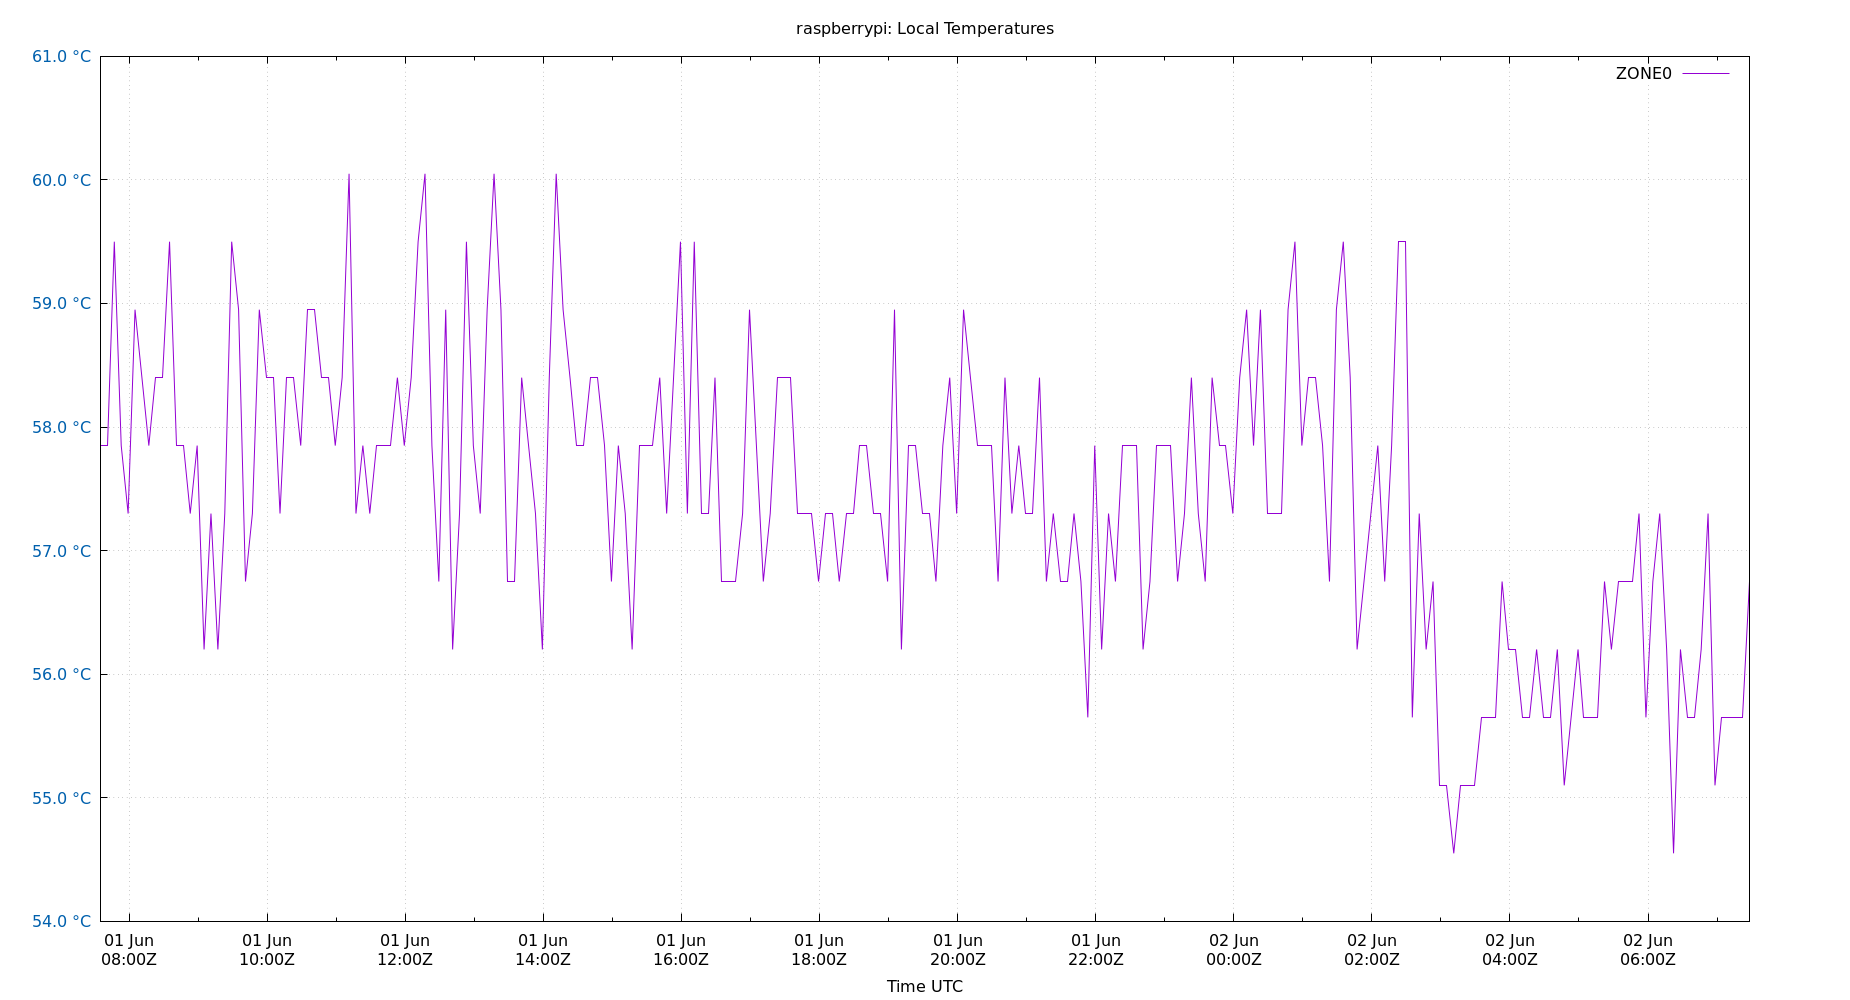 raspberrypi: Local Temperatures
61.0 °C
ZONE0
60.0 °C
59.0 °C
58.0 °C
57.0 °C
56.0 °C
55.0 °C
54.0 °C
01 Jun 01 Jun 01 Jun 01 Jun 01 Jun 01 Jun 01 Jun 01 Jun 02 Jun 02 Jun 02 Jun 02 Jun
08:00Z 10:00Z 12:00Z 14:00Z 16:00Z 18:00Z 20:00Z 22:00Z 00:00Z 02:00Z 04:00Z 06:00Z
Time UTC